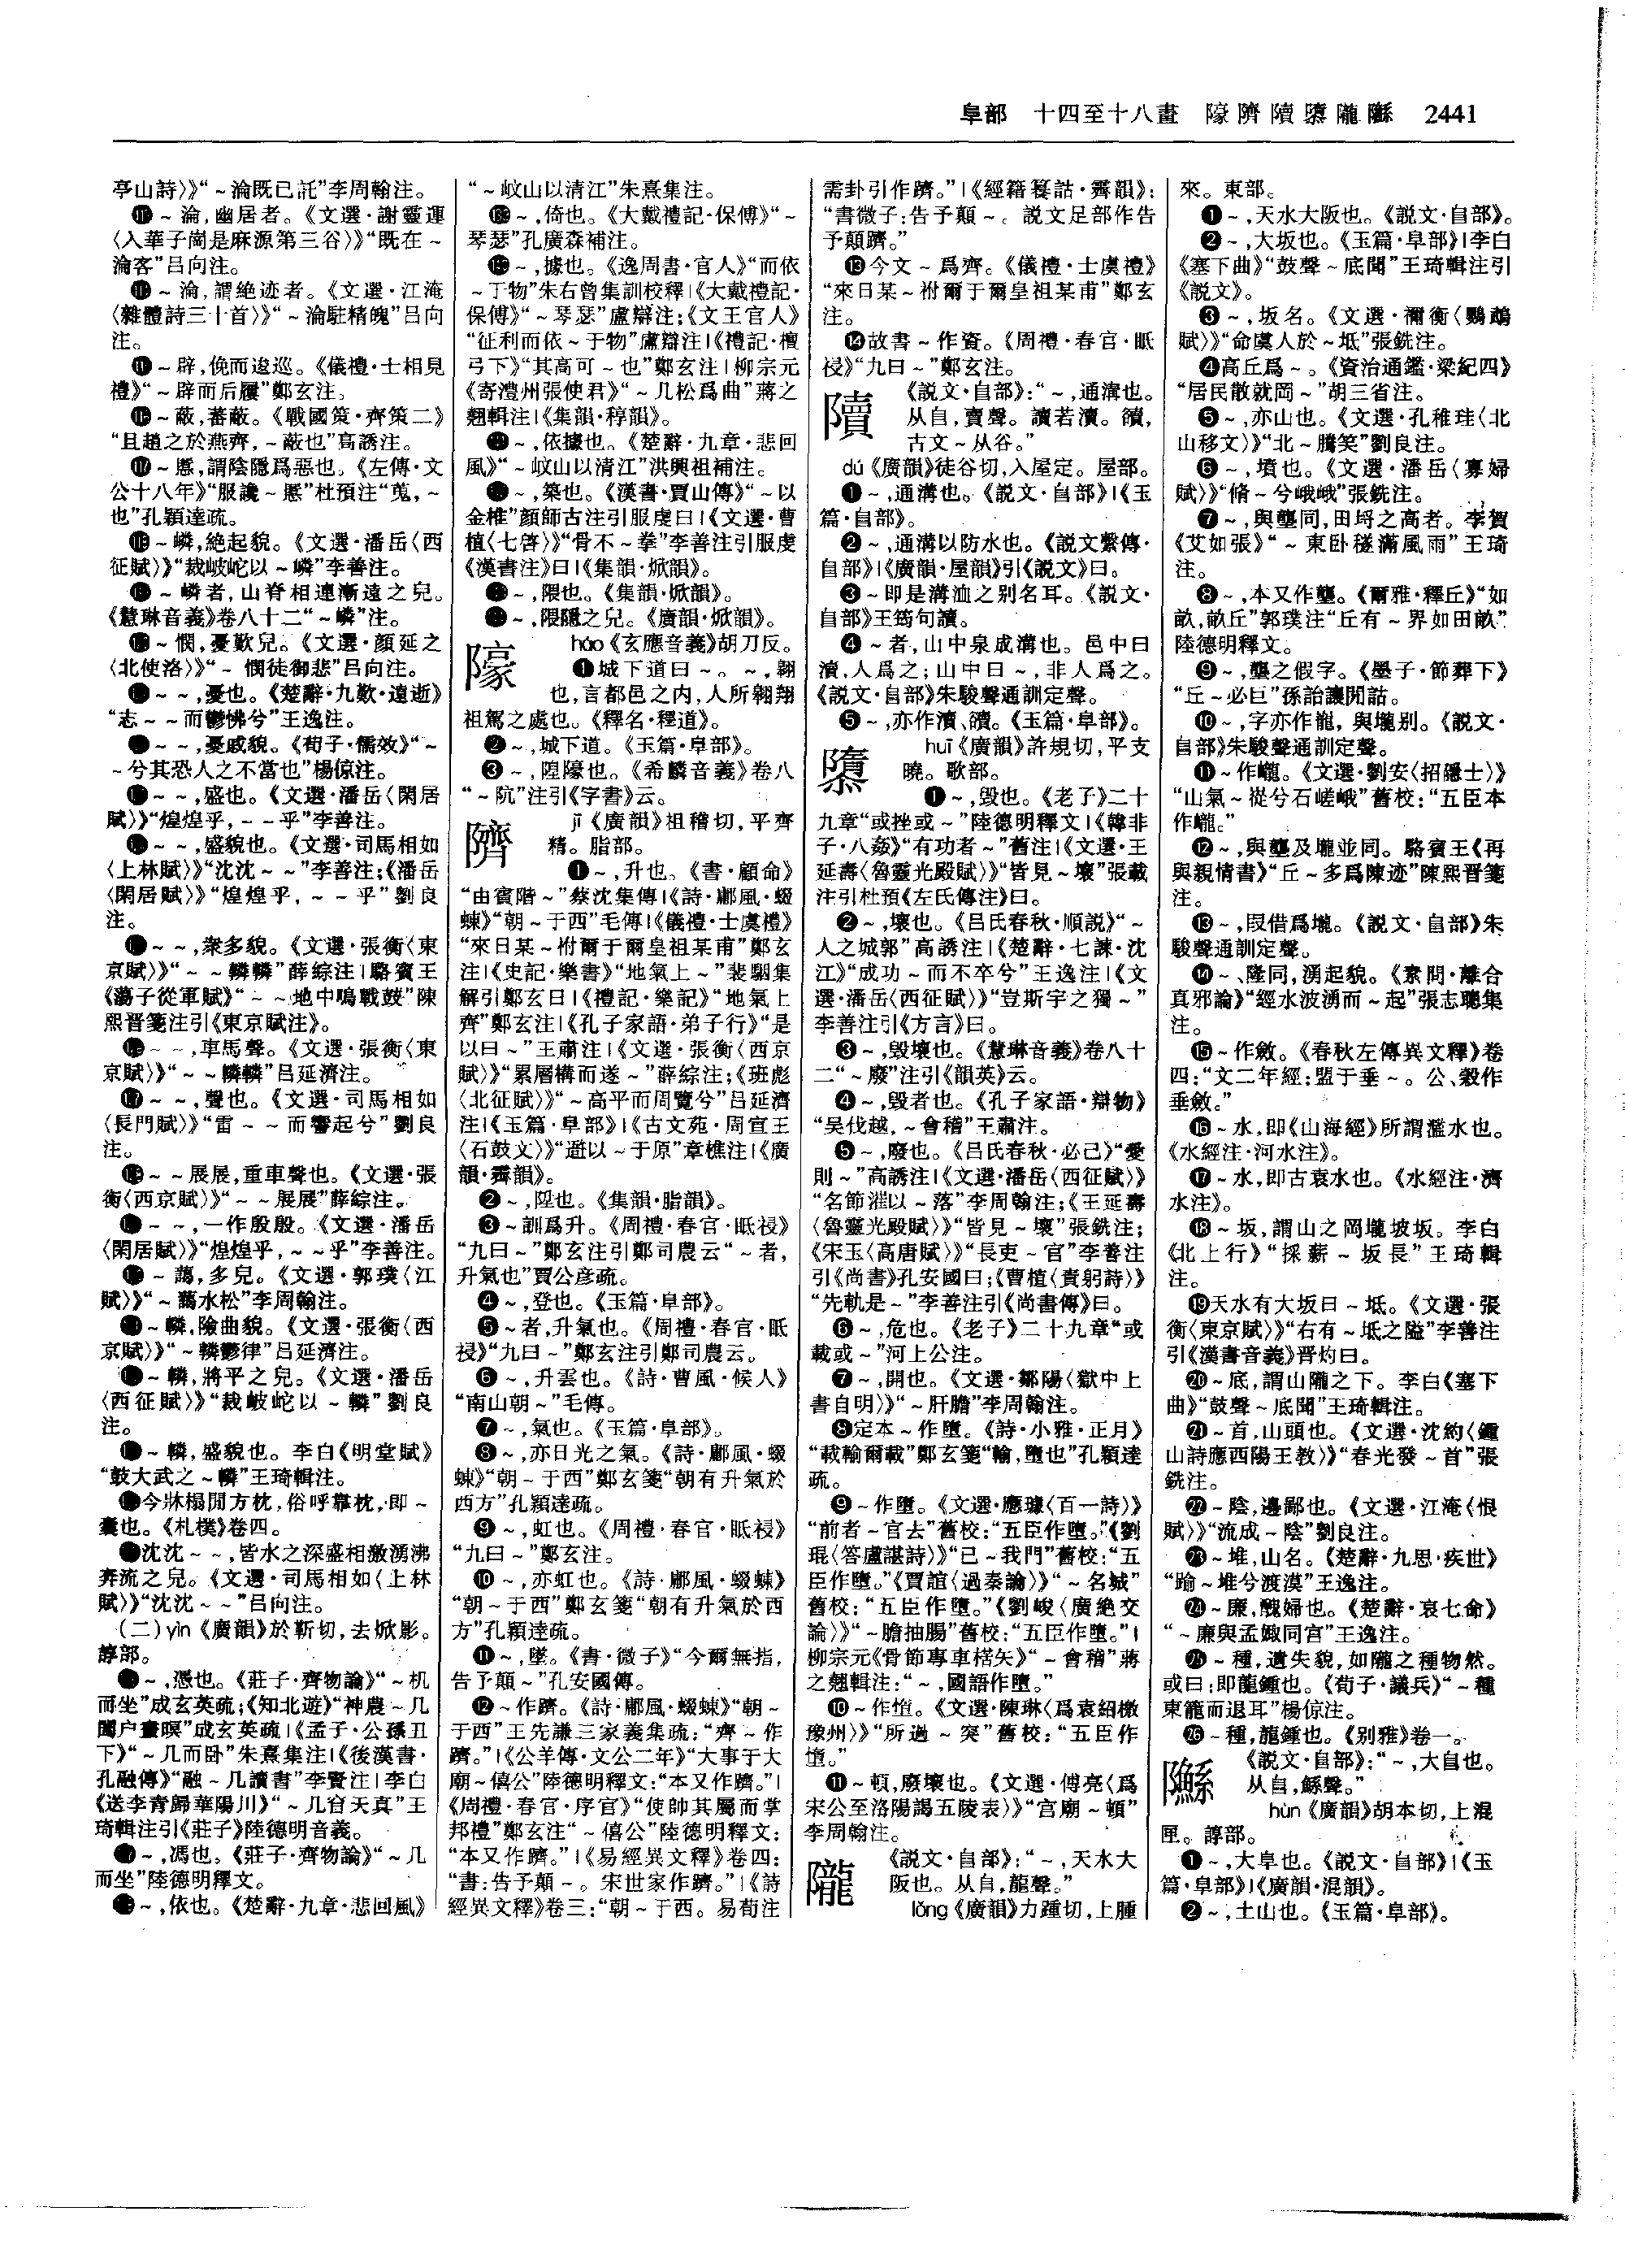 阜部 十四至十八畫 𨽐隮隫隳隴䧰 2441
亭山詩〉》“～淪既已託”李周翰注。
～淪,幽居者。《文選·謝靈運
〈入華子崗是麻源第三谷〉》“既在～
淪客”呂向注。
～淪,謂絶迹者。《文選·江淹
〈雜體詩三十首〉》“～淪駐精魄”呂向
注。
～辟,俛而逡巡。《儀禮·士相見
禮》“～辟而后屨”鄭玄注。
～蔽,蕃蔽。《戰國策·齊策二》
“且趙之於燕齊,～蔽也”高誘注。
～慝,謂陰隱爲惡也。《左傳·文
公十八年》“服讒～慝”杜預注“蒐,～
也”孔穎達疏。
～嶙,絶起貌。《文選·潘岳〈西
征賦〉》“裁岐岮以～嶙”李善注。
～嶙者,山脊相連漸遠之皃。
《慧琳音義》卷八十二“～嶙”注。
～憫,憂歎皃。《文選·顔延之
〈北使洛〉》“～憫徒御悲”呂向注。
～～,憂也。《楚辭·九歎·遠逝》
“志～～而鬱怫兮”王逸注。
～～,憂戚貌。《荀子·儒效》“～
～兮其恐人之不當也”楊倞注。
～～,盛也。《文選·潘岳〈閑居
賦〉》“煌煌乎,～～乎”李善注。
～～,盛貌也。《文選·司馬相如
〈上林賦〉》“沈沈～～”李善注;《潘岳
〈閑居賦〉》“煌煌乎,～～乎”劉良
注。
～～,衆多貌。《文選·張衡〈東
京賦〉》“～～轔轔”薛綜注|駱賓王
《蕩子從軍賦》“～～地中鳴戰鼓”陳
熙晉箋注引《東京賦注》。
～～,車馬聲。《文選·張衡〈東
京賦〉》“～～轔轔”呂延濟注。
～～,聲也。《文選·司馬相如
〈長門賦〉》“雷～～而響起兮”劉良
注。
～～展展,重車聲也。《文選·張
衡〈西京賦〉》“～～展展”薛綜注。
～～,一作殷殷。《文選·潘岳
〈閑居賦〉》“煌煌乎,～～乎”李善注。
～藹,多皃。《文選·郭璞〈江
賦〉》“～藹水松”李周翰注。
～轔,險曲貌。《文選·張衡〈西
京賦〉》“～轔鬱律”呂延濟注。
～轔,將平之皃。《文選·潘岳
〈西征賦〉》“裁岐岮以～轔”劉良
注。
～轔,盛貌也。李白《明堂賦》
“鼓大武之～轔”王琦輯注。
今牀榻閒方枕,俗呼靠枕,即～
囊也。《札樸》卷四。
沈沈～～,皆水之深盛相激湧沸
奔流之皃。《文選·司馬相如〈上林
賦〉》“沈沈～～”呂向注。
(二) yìn《廣韻》於靳切,去焮影。
諄部。
～,憑也。《莊子·齊物論》“～机
而坐”成玄英疏;《知北遊》“神農～几
闔户晝瞑”成玄英疏|《孟子·公孫丑
下》“～几而卧”朱熹集注|《後漢書·
孔融傳》“融～几讀書”李賢注|李白
《送李青歸華陽川》“～几窅天真”王
琦輯注引《莊子》陸德明音義。
～,馮也。《莊子·齊物論》“～几
而坐”陸德明釋文。
～,依也。《楚辭·九章·悲回風》
“～岐山以清江”朱熹集注。
～,倚也。《大戴禮記·保傅》“～
琴瑟”孔廣森補注。
～,據也。《逸周書·官人》“而依
～于物”朱右曾集訓校釋|《大戴禮記·
保傅》“～琴瑟”盧辯注;《文王官人》
“征利而依～于物”盧辯注|《禮記·檀
弓下》“其高可～也”鄭玄注|柳宗元
《寄澧州張使君》“～几松爲曲”蔣之
翹輯注|《集韻·稕韻》。
～,依據也。《楚辭·九章·悲回
風》“～岐山以清江”洪興祖補注。
～,築也。《漢書·賈山傳》“～以
金椎”顔師古注引服虔曰|《文選·曹
植〈七啓〉》“骨不～拳”李善注引服虔
《漢書注》曰|《集韻·焮韻》。
～,隈也。《集韻·焮韻》。
～,隈隱之皃。《廣韻·焮韻》。
𨽐 háo《玄應音義》胡刀反。
❶城下道曰～。～,翱
也,言都邑之内,人所翱翔
祖駕之處也。《釋名·釋道》。
❷～,城下道。《玉篇·阜部》。
❸～,隍壕也。《希麟音義》卷八
“～阬”注引《字書》云。
隮 jī《廣韻》祖稽切,平齊
精。脂部。
❶～,升也。《書·顧命》
“由賓階～”蔡沈集傳|《詩·鄘風·蝃
蝀》“朝～于西”毛傳|《儀禮·士虞禮》
“來日某～祔爾于爾皇祖某甫”鄭玄
注|《史記·樂書》“地氣上～”裴駰集
解引鄭玄曰|《禮記·樂記》“地氣上
齊”鄭玄注|《孔子家語·弟子行》“是
以曰～”王肅注|《文選·張衡〈西京
賦〉》“累層構而遂～”薛綜注;《班彪
〈北征賦〉》“～高平而周覽兮”呂延濟
注|《玉篇·阜部》|《古文苑·周宣王
〈石鼓文〉》“遊以～于原”章樵注|《廣
韻·霽韻》。
❷～,陞也。《集韻·脂韻》。
❸～訓爲升。《周禮·春官·眂祲》
“九曰～”鄭玄注引鄭司農云“～者,
升氣也”賈公彦疏。
❹～,登也。《玉篇·阜部》。
❺～者,升氣也。《周禮·春官·眂
祲》“九曰～”鄭玄注引鄭司農云。
❻～,升雲也。《詩·曹風·候人》
“南山朝～”毛傳。
❼～,氣也。《玉篇·阜部》。
❽～,亦日光之氣。《詩·鄘風·蝃
蝀》“朝～于西”鄭玄箋“朝有升氣於
西方”孔穎達疏。
❾～,虹也。《周禮·春官·眂祲》
“九曰～”鄭玄注。
❿～,亦虹也。《詩·鄘風·蝃蝀》
“朝～于西”鄭玄箋“朝有升氣於西
方”孔穎達疏。
⓫～,墜。《書·微子》“今爾無指,
告予顛～”孔安國傳。
⓬～作躋。《詩·鄘風·蝃蝀》“朝～
于西”王先謙三家義集疏:“齊～作
躋。”|《公羊傳·文公二年》“大事于大
廟～僖公”陸德明釋文:“本又作躋。”|
《周禮·春官·序官》“使帥其屬而掌
邦禮”鄭玄注“～僖公”陸德明釋文:
“本又作躋。”|《易經異文釋》卷四:
“書:告予顛～。宋世家作躋。”|《詩
經異文釋》卷三:“朝～于西。易荀注
需卦引作躋。”|《經籍籑詁·霽韻》:
“書微子:告予顛～。説文足部作告
予顛躋。”
⓭今文～爲齊。《儀禮·士虞禮》
“來日某～祔爾于爾皇祖某甫”鄭玄
注。
⓮故書～作資。《周禮·春官·眂
祲》“九曰～”鄭玄注。
隫 《説文·𨸏部》:“～,通溝也。
从𨸏,賣聲。讀若瀆。豄,
古文～从谷。”
dú《廣韻》徒谷切,入屋定。屋部。
❶～,通溝也。《説文·𨸏部》|《玉
篇·𨸏部》。
❷～,通溝以防水也。《説文繫傳·
𨸏部》|《廣韻·屋韻》引《説文》曰。
❸～即是溝洫之别名耳。《説文·
𨸏部》王筠句讀。
❹～者,山中泉成溝也。邑中曰
瀆,人爲之;山中曰～,非人爲之。
《説文·𨸏部》朱駿聲通訓定聲。
❺～,亦作瀆、豄。《玉篇·阜部》。
隳 huī《廣韻》許規切,平支
曉。歌部。
❶～,毁也。《老子》二十
九章“或挫或～”陸德明釋文|《韓非
子·八姦》“有功者～”舊注|《文選·王
延壽〈魯靈光殿賦〉》“皆見～壞”張載
注引杜預《左氏傳注》曰。
❷～,壞也。《吕氏春秋·順説》“～
人之城郭”高誘注|《楚辭·七諫·沈
江》“成功～而不卒兮”王逸注|《文
選·潘岳〈西征賦〉》“豈斯宇之獨～”
李善注引《方言》曰。
❸～,毁壞也。《慧琳音義》卷八十
二“～廢”注引《韻英》云。
❹～,毁者也。《孔子家語·辯物》
“吴伐越,～會稽”王肅注。
❺～,廢也。《吕氏春秋·必己》“愛
則～”高誘注|《文選·潘岳〈西征賦〉》
“名節漼以～落”李周翰注;《王延壽
〈魯靈光殿賦〉》“皆見～壞”張銑注;
《宋玉〈高唐賦〉》“長吏～官”李善注
引《尚書》孔安國曰;《曹植〈責躬詩〉》
“先軌是～”李善注引《尚書傳》曰。
❻～,危也。《老子》二十九章“或
載或～”河上公注。
❼～,開也。《文選·鄒陽〈獄中上
書自明〉》“～肝膽”李周翰注。
❽定本～作墮。《詩·小雅·正月》
“載輸爾載”鄭玄箋“輸,墮也”孔穎達
疏。
❾～作墮。《文選·應璩〈百一詩〉》
“前者～官去”舊校:“五臣作墮。”《劉
琨〈答盧諶詩〉》“已～我門”舊校:“五
臣作墮。”《賈誼〈過秦論〉》“～名城”
舊校:“五臣作墮。”《劉峻〈廣絶交
論〉》“～膽抽腸”舊校:“五臣作墮。”|
柳宗元《骨節專車楛矢》“～會稽”蔣
之翹輯注:“～,國語作墮。”
❿～作墯。《文選·陳琳〈爲袁紹檄
豫州〉》“所過～突”舊校:“五臣作
墯。”
⓫～頓,廢壞也。《文選·傅亮〈爲
宋公至洛陽謁五陵表〉》“宫廟～頓”
李周翰注。
隴 《説文·𨸏部》:“～,天水大
阪也。从𨸏,龍聲。”
lǒng《廣韻》力踵切,上腫
來。東部。
❶～,天水大阪也。《説文·𨸏部》。
❷～,大坂也。《玉篇·阜部》|李白
《塞下曲》“鼓聲～底聞”王琦輯注引
《説文》。
❸～,坂名。《文選·禰衡〈鸚鵡
賦〉》“命虞人於～坻”張銑注。
❹高丘爲～。《資治通鑑·梁紀四》
“居民散就岡～”胡三省注。
❺～,亦山也。《文選·孔稚珪〈北
山移文〉》“北～騰笑”劉良注。
❻～,墳也。《文選·潘岳〈寡婦
賦〉》“脩～兮峨峨”張銑注。
❼～,與壟同,田埒之高者。李賀
《艾如張》“～東卧穟滿風雨”王琦
注。
❽～,本又作壟。《爾雅·釋丘》“如
畝,畝丘”郭璞注“丘有～界如田畝”
陸德明釋文。
❾～,壟之假字。《墨子·節葬下》
“丘～必巨”孫詒讓閒詁。
❿～,字亦作龍,與壠别。《説文·
𨸏部》朱駿聲通訓定聲。
⓫～作巄。《文選·劉安〈招隱士〉》
“山氣～嵸兮石嵯峨”舊校:“五臣本
作巄。”
⓬～,與壟及壠並同。駱賓王《再
與親情書》“丘～多爲陳迹”陳熙晉箋
注。
⓭～,叚借爲壠。《説文·𨸏部》朱
駿聲通訓定聲。
⓮～、隆同,湧起貌。《素問·離合
真邪論》“經水波湧而～起”張志聰集
注。
⓯～作斂。《春秋左傳異文釋》卷
四:“文二年經:盟于垂～。公、穀作
垂斂。”
⓰～水,即《山海經》所謂濫水也。
《水經注·河水注》。
⓱～水,即古袁水也。《水經注·濟
水注》。
⓲～坂,謂山之岡壠坡坂。李白
《北上行》“採薪～坂長”王琦輯
注。
⓳天水有大坂曰～坻。《文選·張
衡〈東京賦〉》“右有～坻之隘”李善注
引《漢書音義》晋灼曰。
⓴～底,謂山隴之下。李白《塞下
曲》“鼓聲～底聞”王琦輯注。
㉑～首,山頭也。《文選·沈約〈鍾
山詩應西陽王教〉》“春光發～首”張
銑注。
㉒～陰,邊鄙也。《文選·江淹〈恨
賦〉》“流戍～陰”劉良注。
㉓～堆,山名。《楚辭·九思·疾世》
“踰～堆兮渡漠”王逸注。
㉔～廉,醜婦也。《楚辭·哀七命》
“～廉與孟娵同宫”王逸注。
㉕～種,遺失貌,如隴之種物然。
或曰:即龍鍾也。《荀子·議兵》“～種
東籠而退耳”楊倞注。
㉖～種,龍鍾也。《别雅》卷一。
䧰 《説文·𨸏部》:“～,大𨸏也。
从𨸏,鯀聲。”
hùn《廣韻》胡本切,上混
匣。諄部。
❶～,大阜也。《説文·𨸏部》|《玉
篇·阜部》|《廣韻·混韻》。
❷～,土山也。《玉篇·阜部》。